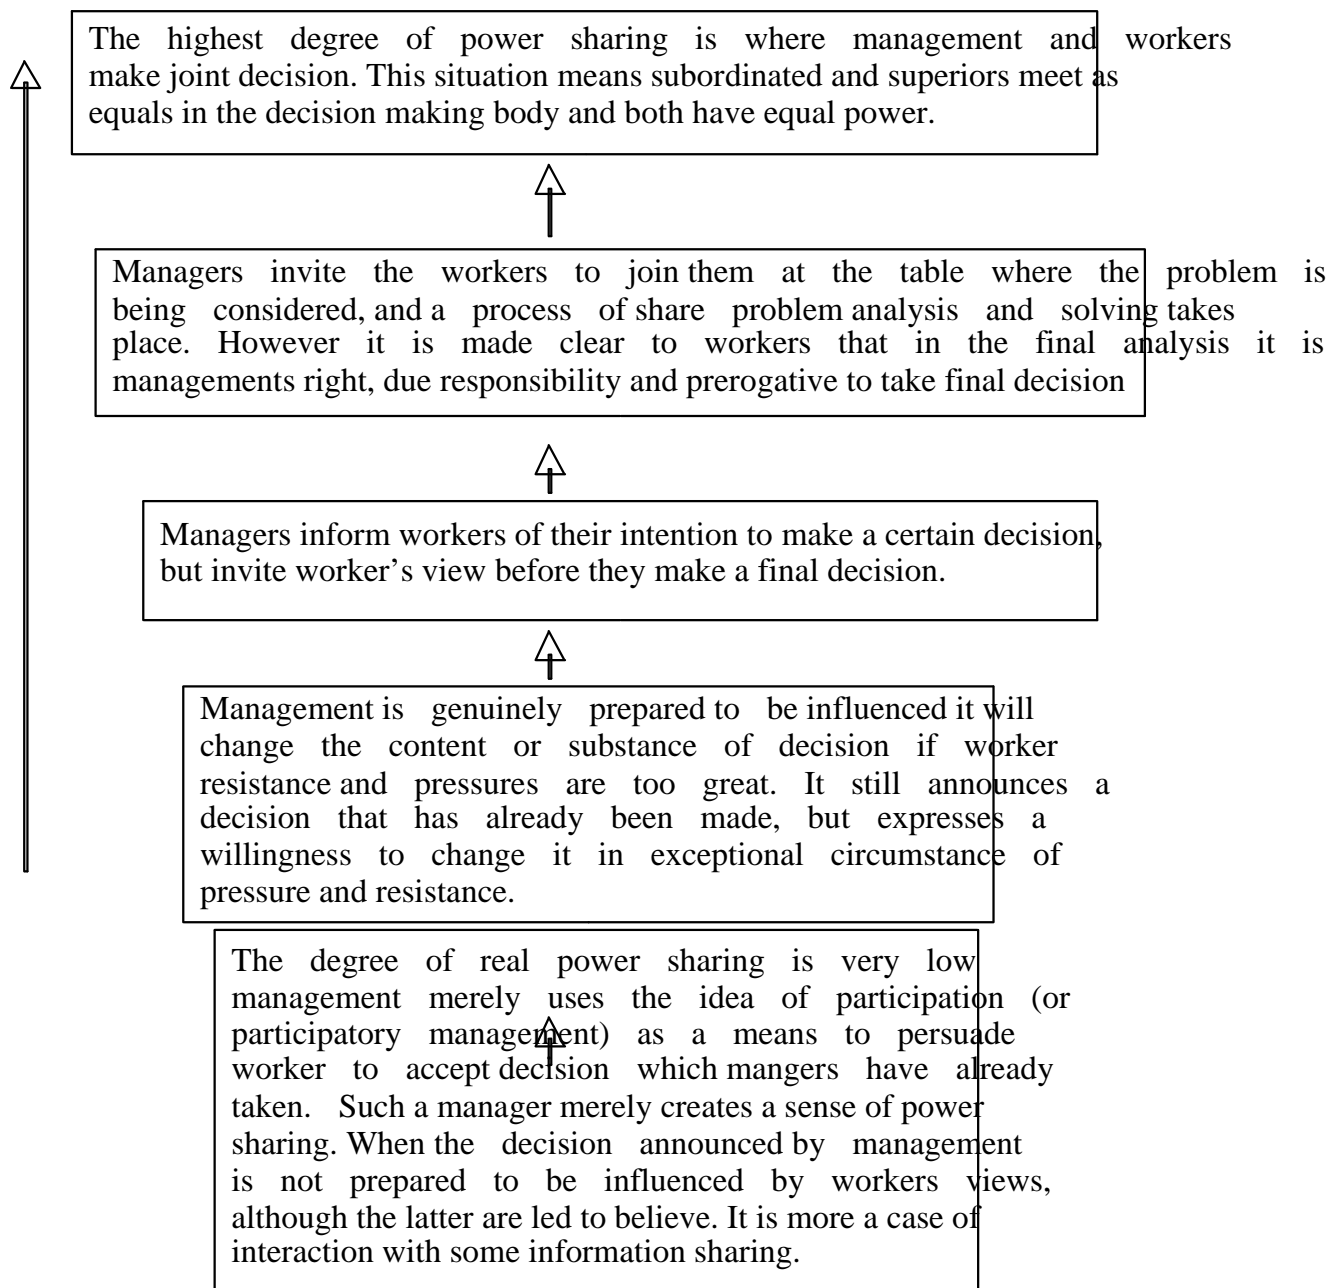 The highest degree of power sharing is where management and workers
make joint decision. This situation means subordinated and superiors meet as
equals in the decision making body and both have equal power.
Managers invite the workers to join them at the table where the problem is
being considered, and a process of share problem analysis and solving takes
place. However it is made clear to workers that in the final analysis it is
managements right, due responsibility and prerogative to take final decision
Managers inform workers of their intention to make a certain decision,
but invite worker’s view before they make a final decision.
Management is genuinely prepared to be influenced it will
change the content or substance of decision if worker
resistance and pressures are too great. It still announces a
decision that has already been made, but expresses a
willingness to change it in exceptional circumstance of
pressure and resistance.
The degree of real power sharing is very low
management merely uses the idea of participation (or
participatory management) as a means to persuade
worker to accept decision which mangers have already
taken. Such a manager merely creates a sense of power
sharing. When the decision announced by management
is not prepared to be influenced by workers views,
although the latter are led to believe. It is more a case of
interaction with some information sharing.